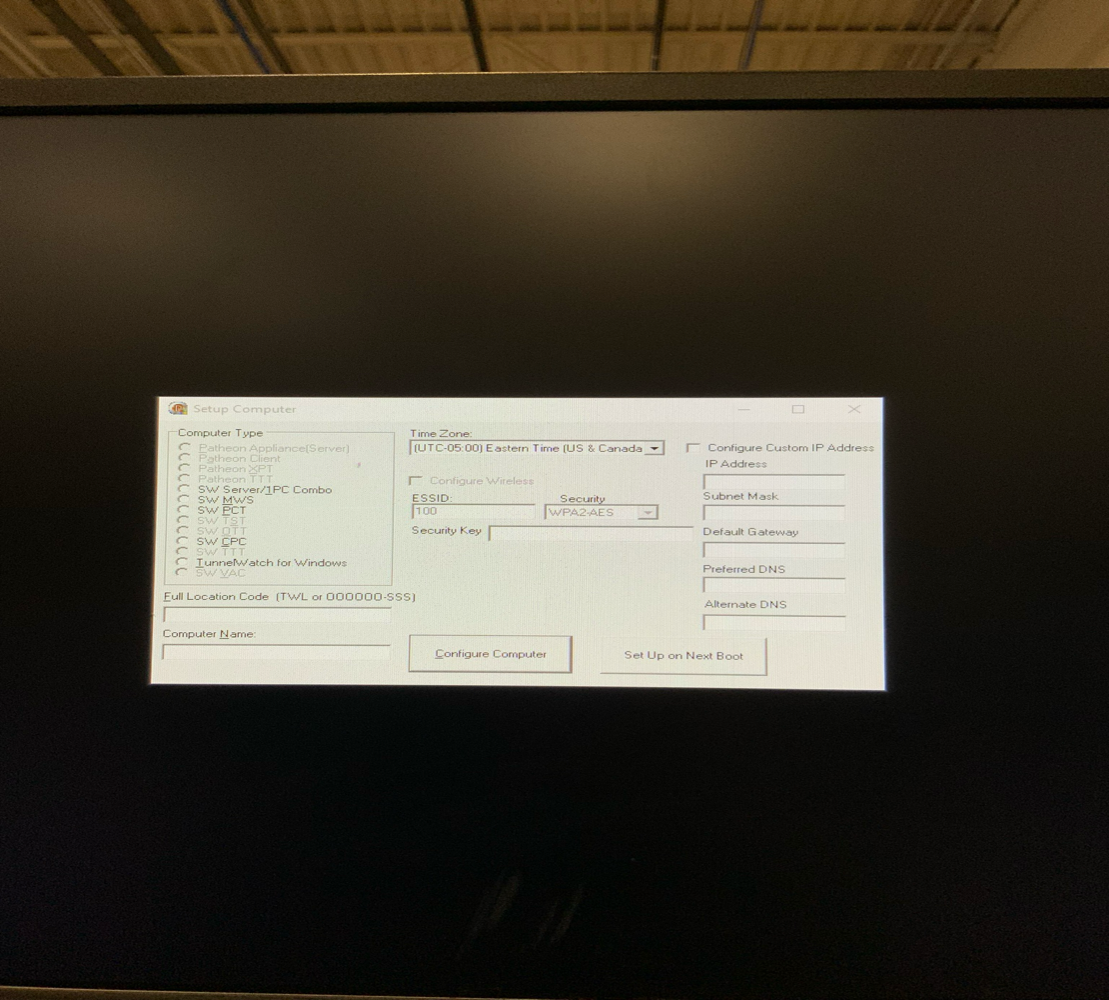 Setup Computer
Computer Type
Patheon Appliance(Server)
Patheon Client
Patheon XPT
Patheon TTT
SW Server/1PC Combo
SW MWS
SW PCT
SW TST
SW QTT
SW CPC
SW TTT
TunnelWatch for Windows
SW VAC
Full Location Code (TWL or 000000-SSS)
Computer Name:
Time Zone:
(UTC-05:00) Eastern Time (US & Canada
Configure Wireless
ESSID:
Security
100
WPA2-AES
Security Key
Configure Computer
Set Up on Next Boot
Configure Custom IP Address
IP Address
Subnet Mask
Default Gateway
Preferred DNS
Alternate DNS